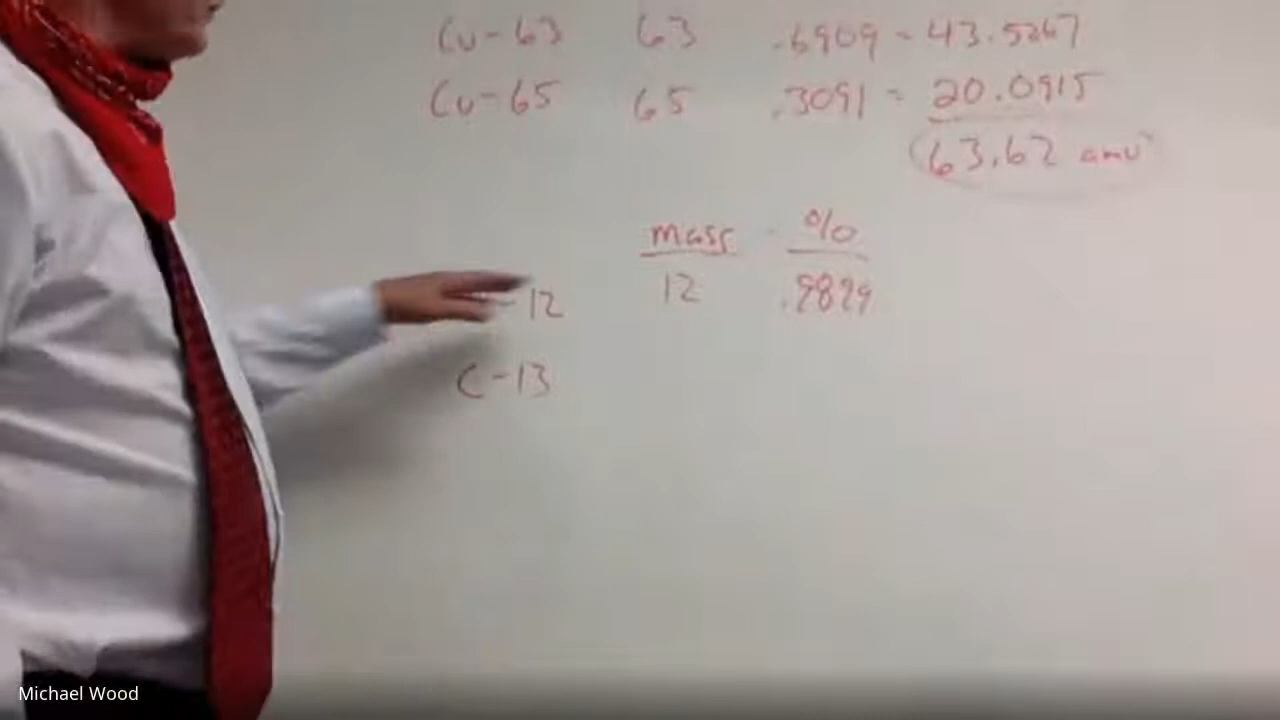 Cu-63 63 .6909 = 43.5267
Cu-65 65 .3091 = 20.0915
63.62 amu
mass %
-12 12 .9899
C-13
Michael Wood